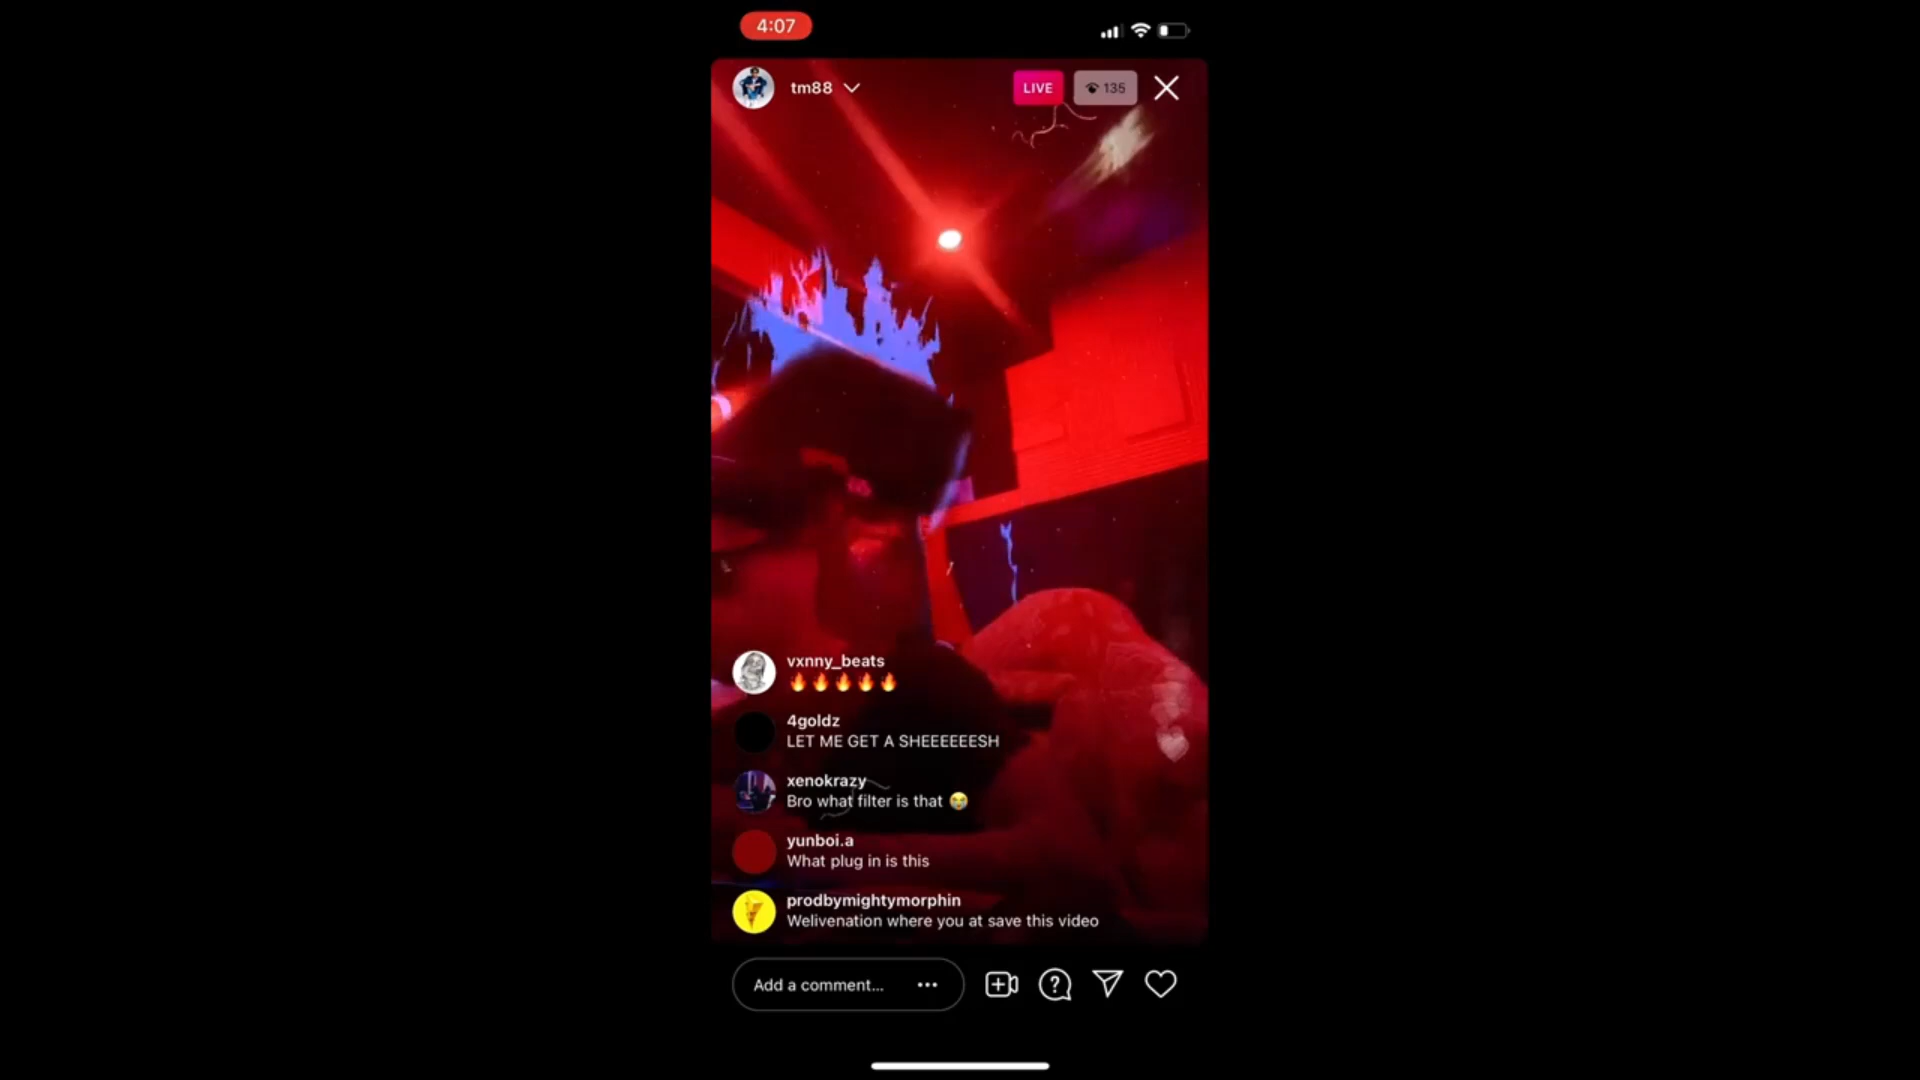 4:07
tm88
LIVE
135
vxnny_beats
🔥🔥🔥🔥🔥
4goldz
LET ME GET A SHEEEEEESH
xenokrazy
Bro what filter is that 😭
yunboi.a
What plug in is this
prodbymightymorphin
Welivenation where you at save this video
Add a comment...